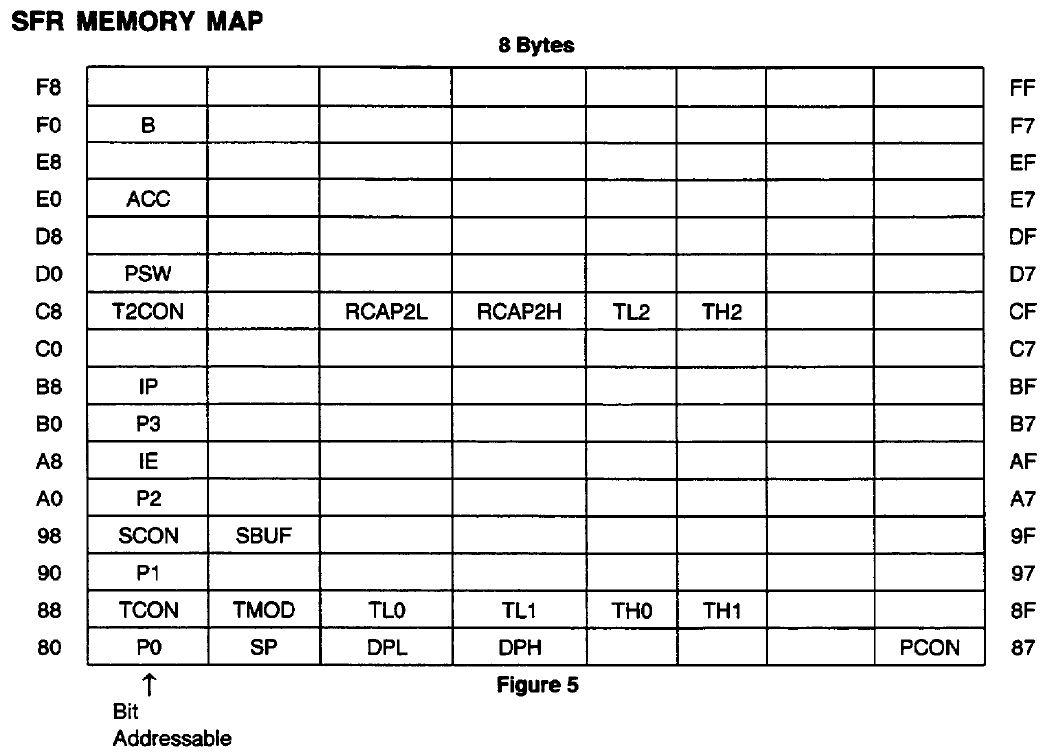 SFR MEMORY MAP
8 Bytes
F8 FF
F0 B F7
E8 EF
E0 ACC E7
D8 DF
D0 PSW D7
C8 T2CON RCAP2L RCAP2H TL2 TH2 CF
C0 C7
B8 IP BF
B0 P3 B7
A8 IE AF
A0 P2 A7
98 SCON SBUF 9F
90 P1 97
88 TCON TMOD TL0 TL1 TH0 TH1 8F
80 P0 SP DPL DPH PCON 87
↑ Figure 5
Bit
Addressable